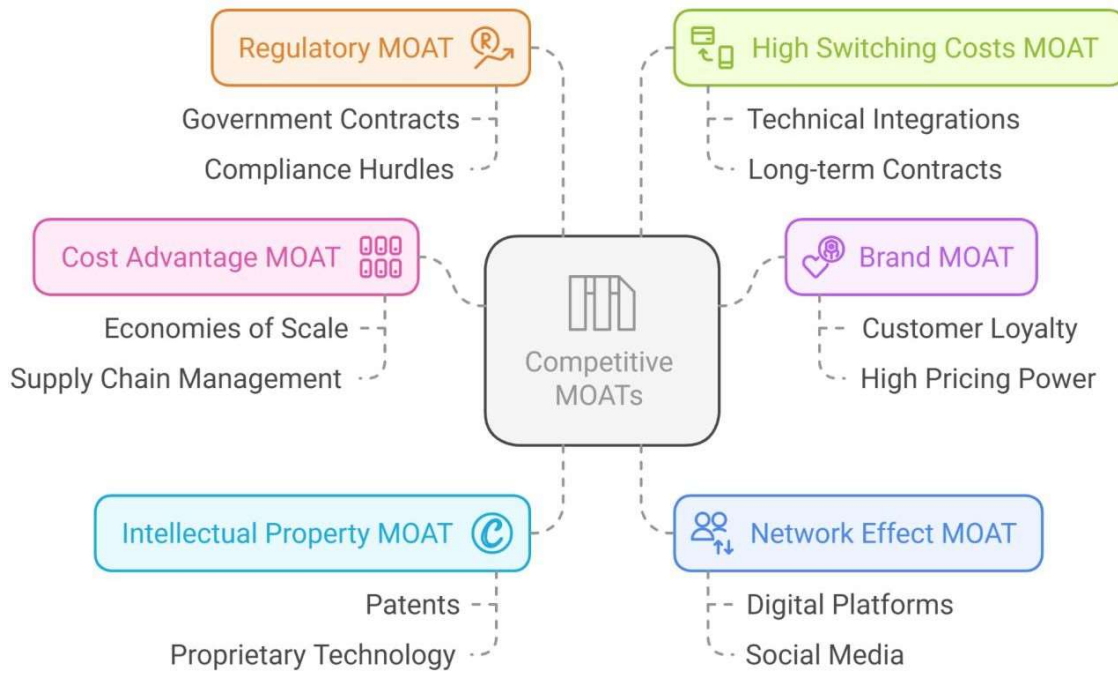 Regulatory MOAT
Government Contracts
Compliance Hurdles
High Switching Costs MOAT
Technical Integrations
Long-term Contracts
Cost Advantage MOAT
Economies of Scale
Supply Chain Management
Competitive
MOATs
Brand MOAT
Customer Loyalty
High Pricing Power
Intellectual Property MOAT
Patents
Proprietary Technology
Network Effect MOAT
Digital Platforms
Social Media